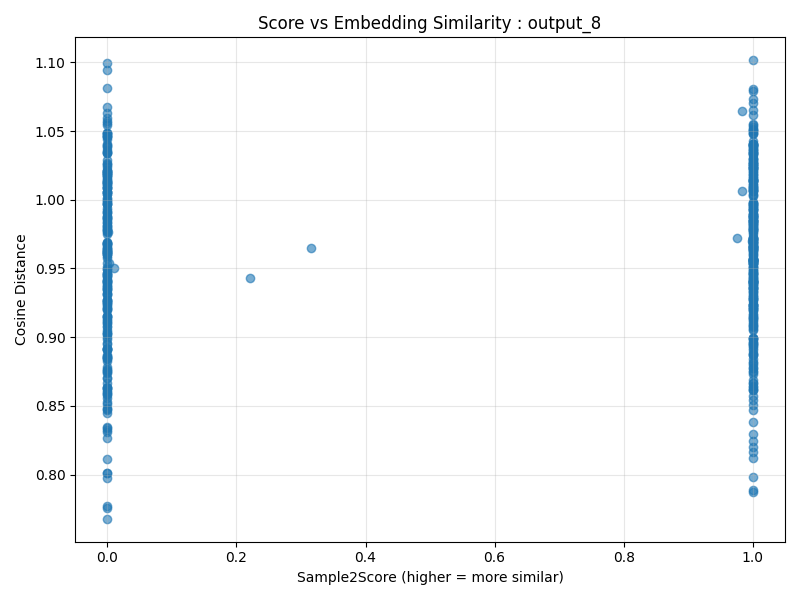 Score vs Embedding Similarity : output_8
Cosine Distance
1.10
1.05
1.00
0.95
0.90
0.85
0.80
0.0 0.2 0.4 0.6 0.8 1.0
Sample2Score (higher = more similar)